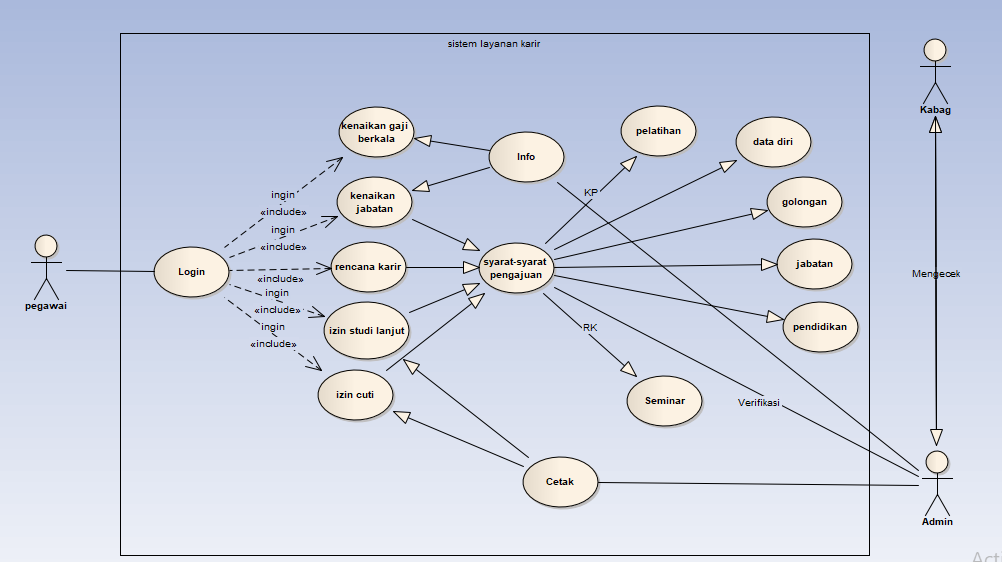 sistem layanan karir
Kabag
kenaikan gaji
berkala
pelatihan
data diri
Info
ingin
«include»
kenaikan
jabatan
KP
golongan
ingin
«include»
pegawai
Login
rencana karir
syarat-syarat
pengajuan
jabatan
Mengecek
«include»
ingin
«include»
izin studi lanjut
pendidikan
ingin
«include»
RK
izin cuti
Seminar
Verifikasi
Cetak
Admin